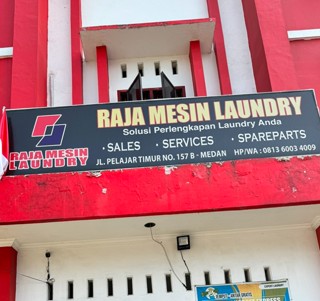 RAJA MESIN LAUNDRY
Solusi Perlengkapan Laundry Anda
· SALES · SERVICES · SPAREPARTS
RAJA MESIN
LAUNDRY
JL. PELAJAR TIMUR NO. 157 B - MEDAN HP/WA : 0813 6003 4009